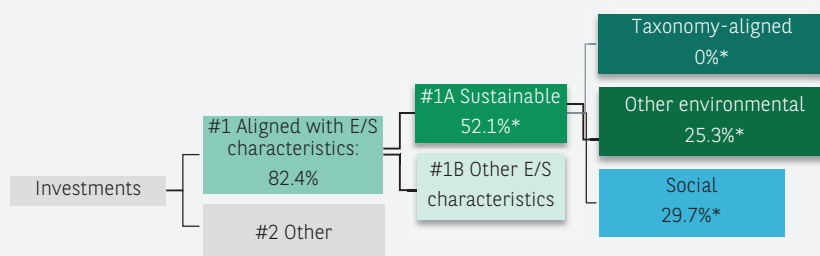 Investments
#1 Aligned with E/S
characteristics:
82.4%
#2 Other
#1A Sustainable
52.1%*
#1B Other E/S
characteristics
Taxonomy-aligned
0%*
Other environmental
25.3%*
Social
29.7%*